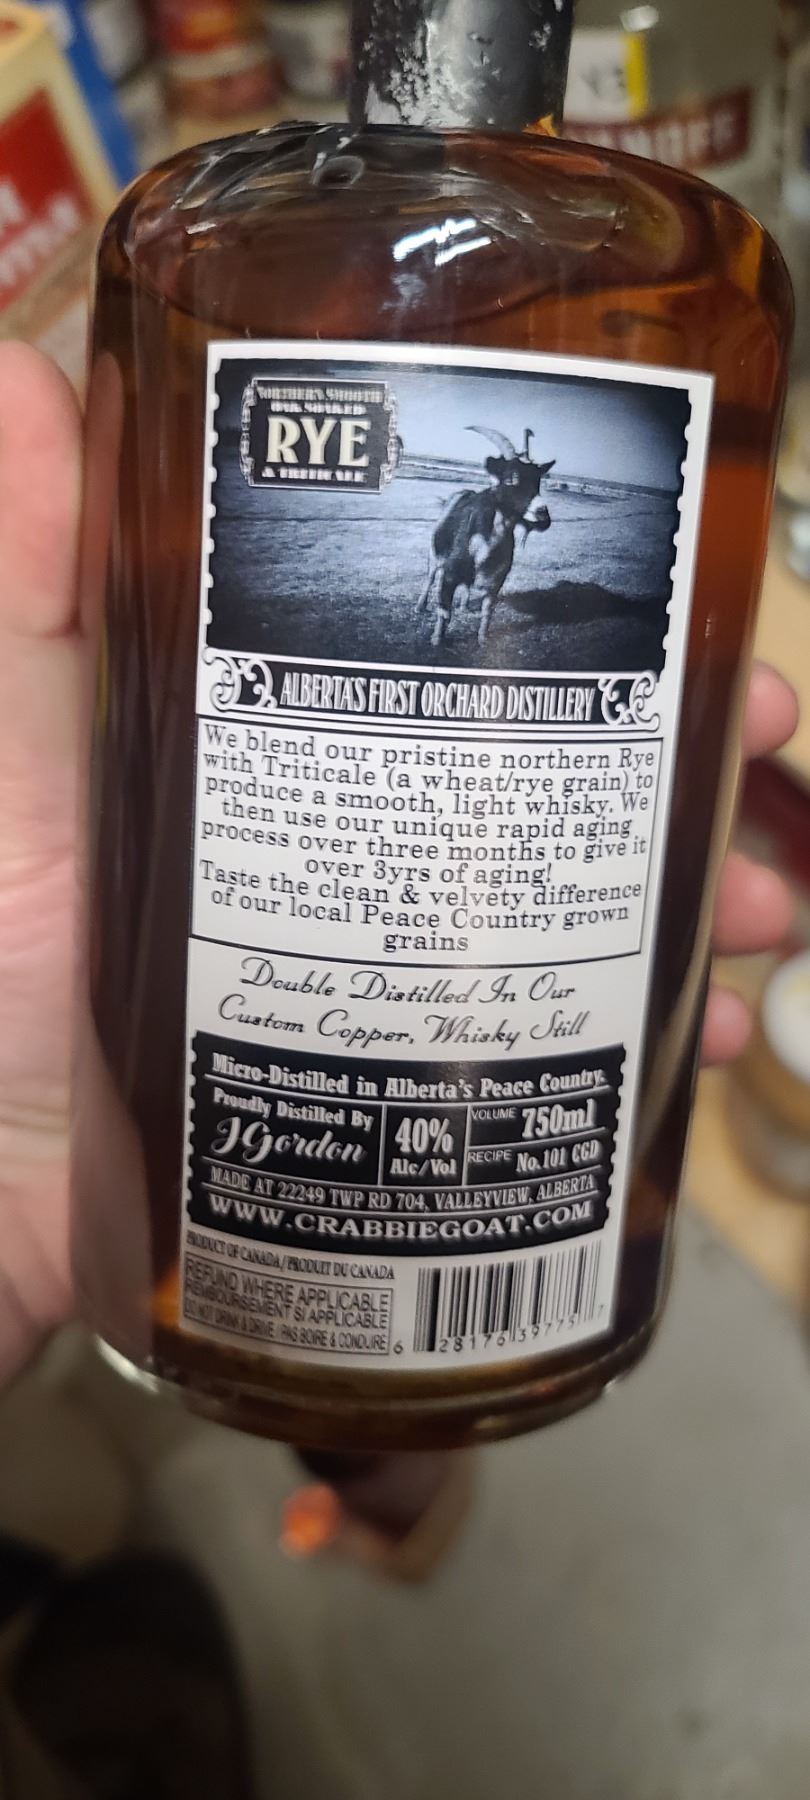 NORTHERN SMOOTH
OAK SOAKED
RYE
& TRITICALE
ALBERTA'S FIRST ORCHARD DISTILLERY
We blend our pristine northern Rye
with Triticale (a wheat/rye grain) to
produce a smooth, light whisky. We
then use our unique rapid aging
process over three months to give it
over 3yrs of aging!
Taste the clean & velvety difference
of our local Peace Country grown
grains
Double Distilled In Our
Custom Copper, Whisky Still
Micro-Distilled in Alberta's Peace Country.
Proudly Distilled By
JGordon
40%
Alc/Vol
VOLUME 750ml
RECIPE No.101 CGD
MADE AT 22249 TWP RD 704, VALLEYVIEW, ALBERTA
WWW.CRABBIEGOAT.COM
PRODUCT OF CANADA/PRODUIT DU CANADA
REFUND WHERE APPLICABLE
REMBOURSEMENT SI APPLICABLE
DO NOT DRINK & DRIVE / PAS BOIRE & CONDUIRE
6 28176 39775 7